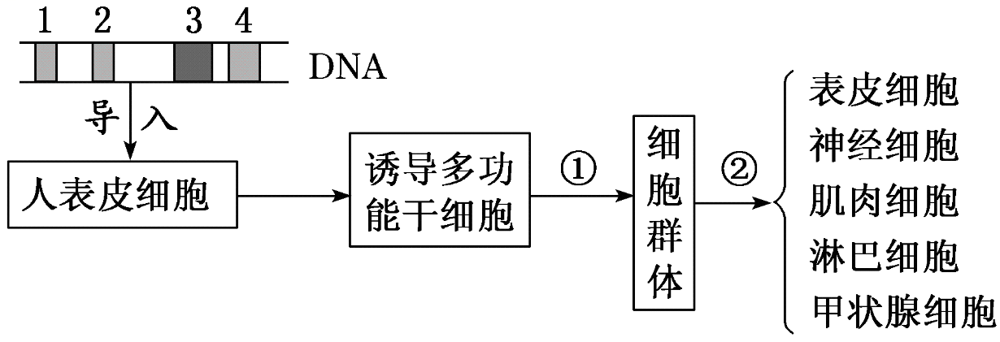 1 2 3 4
DNA
导入
人表皮细胞
诱导多功
能干细胞
①
细胞群体
②
表皮细胞
神经细胞
肌肉细胞
淋巴细胞
甲状腺细胞